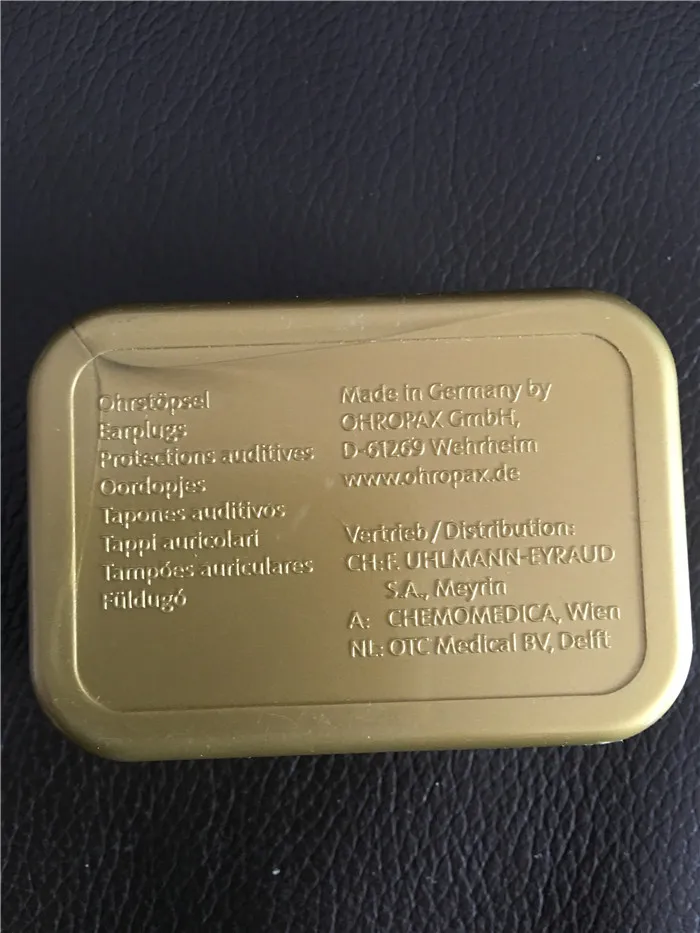 Ohrstöpsel
Earplugs
Protections auditives
Oordopjes
Tapones auditivos
Tappi auricolari
Tampões auriculares
Füldugó
Made in Germany by
OHROPAX GmbH,
D-61269 Wehrheim
www.ohropax.de
Vertrieb/Distribution:
CH: F. UHLMANN-EYRAUD
S.A., Meyrin
A: CHEMOMEDICA, Wien
NL: OTC Medical BV, Delft